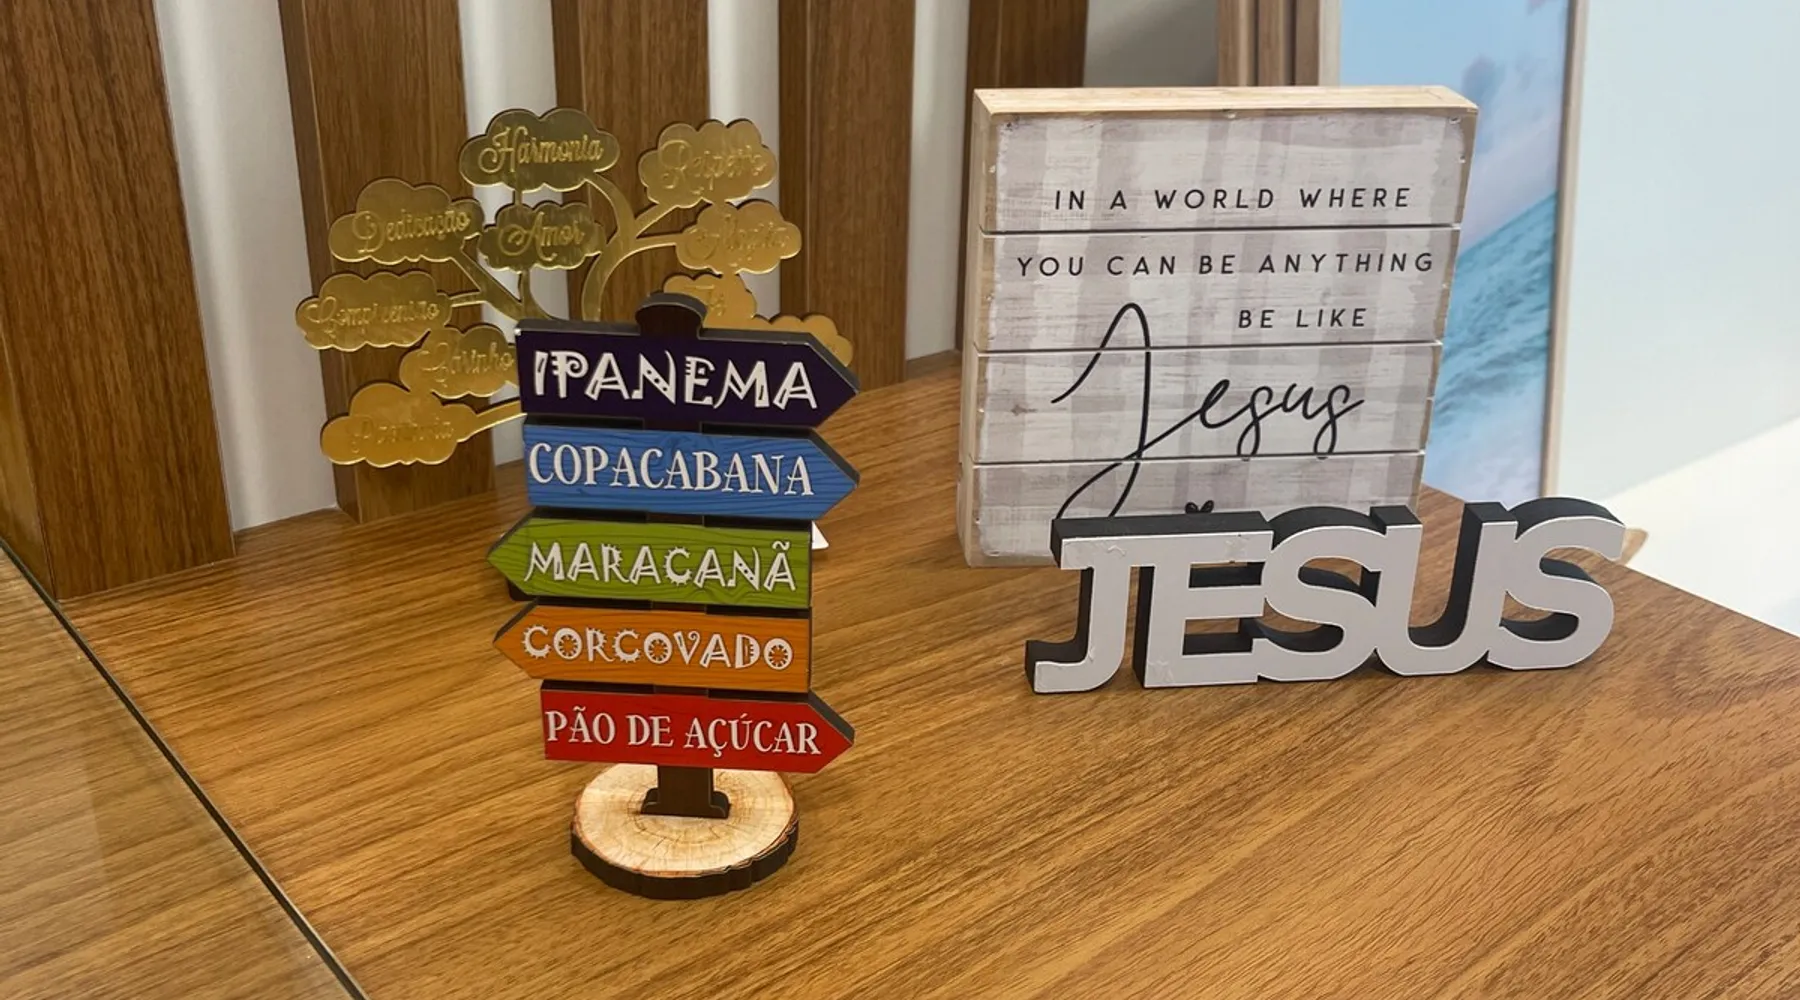 Harmonia
Respeito
Dedicação
Amor
Alegria
Compreensão
Fé
Carinho
IPANEMA
COPACABANA
MARACANÃ
CORCOVADO
PÃO DE AÇÚCAR
IN A WORLD WHERE
YOU CAN BE ANYTHING
BE LIKE
Jesus
JESUS